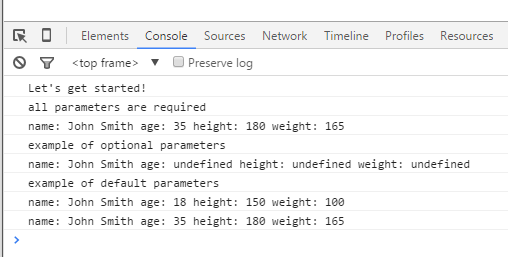 Elements Console Sources Network Timeline Profiles Resources
<top frame> ▼ Preserve log
Let's get started!
all parameters are required
name: John Smith age: 35 height: 180 weight: 165
example of optional parameters
name: John Smith age: undefined height: undefined weight: undefined
example of default parameters
name: John Smith age: 18 height: 150 weight: 100
name: John Smith age: 35 height: 180 weight: 165
>